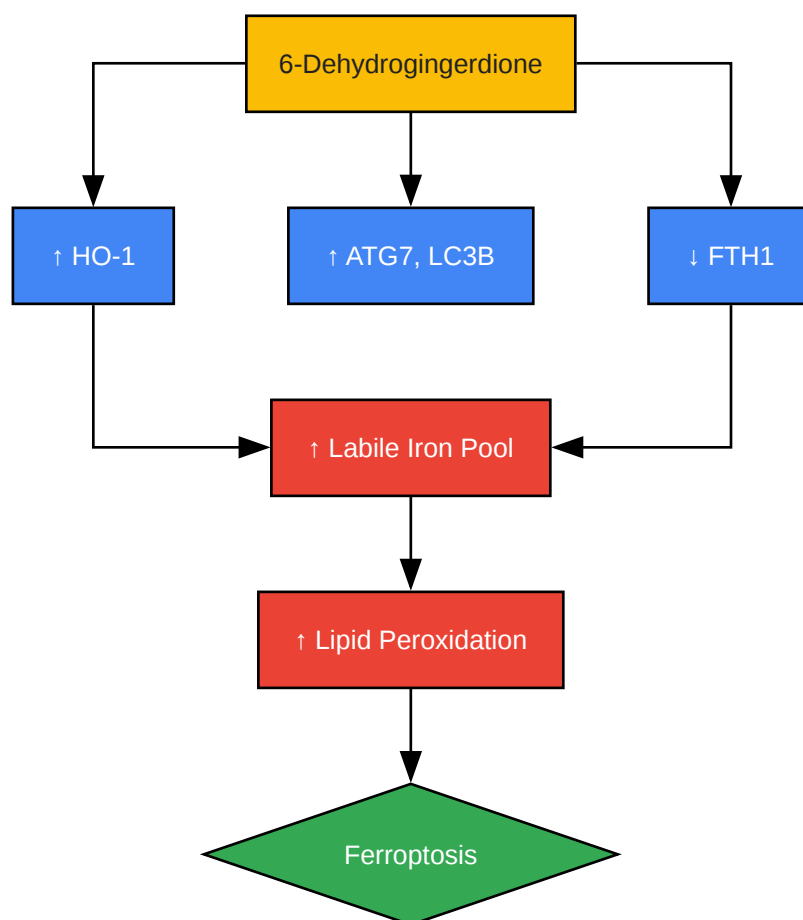 6-Dehydrogingerdione
↑ HO-1
↑ ATG7, LC3B
↓ FTH1
↑ Labile Iron Pool
↑ Lipid Peroxidation
Ferroptosis